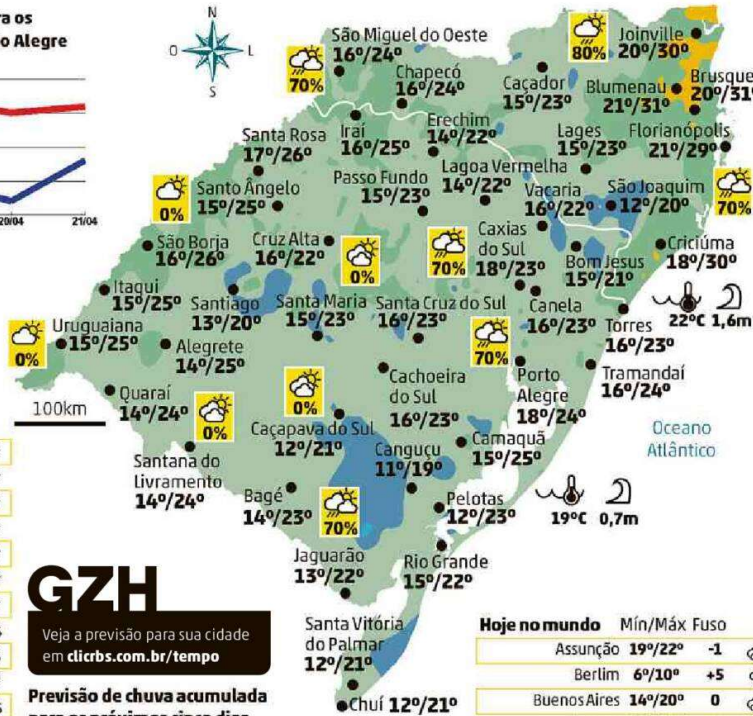 ra os
o Alegre
20/04
21/04
N
O
L
S
São Miguel do Oeste
16º/24º
70%
Chapecó
16º/24º
80%
Joinville
20º/30º
Caçador
15º/23º
Blumenau
21º/31º
Brusque
20º/31º
Iraí
16º/25º
Erechim
14º/22º
Lages
15º/23º
Florianópolis
21º/29º
70%
Santa Rosa
17º/26º
Santo Ângelo
15º/25º
0%
Passo Fundo
15º/23º
Lagoa Vermelha
14º/22º
Vacaria
16º/22º
São Joaquim
12º/20º
São Borja
16º/26º
Cruz Alta
16º/22º
0%
70%
Caxias
do Sul
18º/23º
Bom Jesus
15º/21º
Criciúma
18º/30º
Itaqui
15º/25º
Santiago
13º/20º
Santa Maria
15º/23º
Santa Cruz do Sul
16º/23º
Canela
16º/23º
22ºC 1,6m
Torres
16º/23º
0%
Uruguaiana
15º/25º
Alegrete
14º/25º
70%
Porto
Alegre
18º/24º
Tramandaí
16º/24º
100km
Quaraí
14º/24º
0%
0%
Cachoeira
do Sul
16º/23º
Oceano
Atlântico
Caçapava do Sul
12º/21º
Camaquã
15º/25º
Santana do
Livramento
14º/24º
Canguçu
11º/19º
Bagé
14º/23º
70%
Pelotas
12º/23º
19ºC 0,7m
Jaguarão
13º/22º
Rio Grande
15º/22º
Santa Vitória
do Palmar
12º/21º
Chuí 12º/21º
GZH
Veja a previsão para sua cidade
em clicrbs.com.br/tempo
Previsão de chuva acumulada
para os próximos cinco dias
Hoje no mundo Mín/Máx Fuso
Assunção 19º/22º -1
Berlim 6º/10º +5
Buenos Aires 14º/20º 0